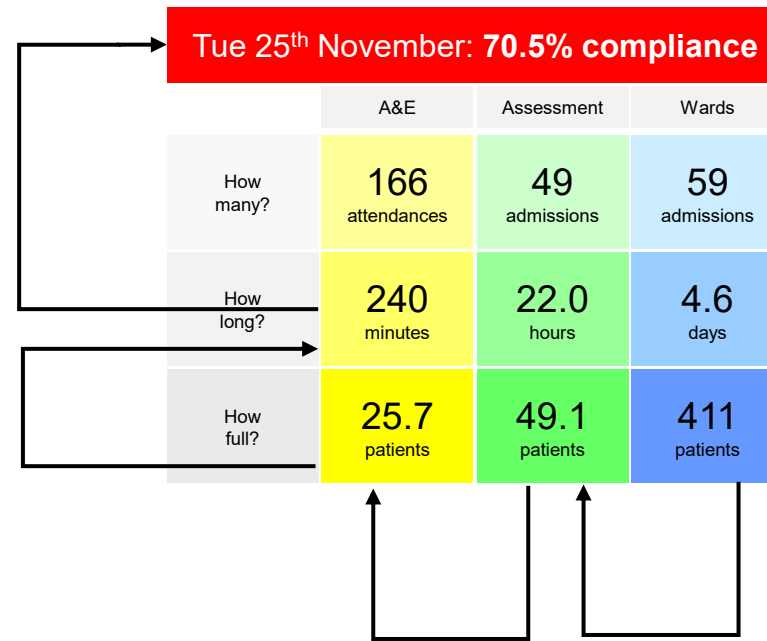 Tue 25th November: 70.5% compliance
A&E Assessment Wards
How
many?
166
attendances
49
admissions
59
admissions
How
long?
240
minutes
22.0
hours
4.6
days
How
full?
25.7
patients
49.1
patients
411
patients